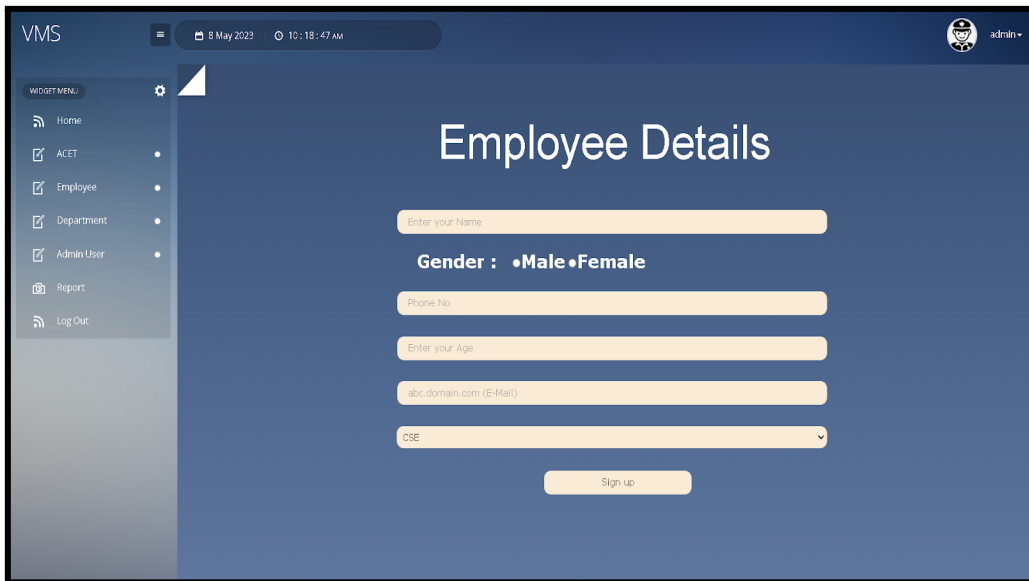 VMS
8 May 2023 10 : 18 : 47 AM
admin
WIDGET MENU
Home
ACET
Employee
Department
Admin User
Report
Log Out
Employee Details
Enter your Name
Gender : Male Female
Phone No
Enter your Age
abc.domain.com (E-Mail)
CSE
Sign up